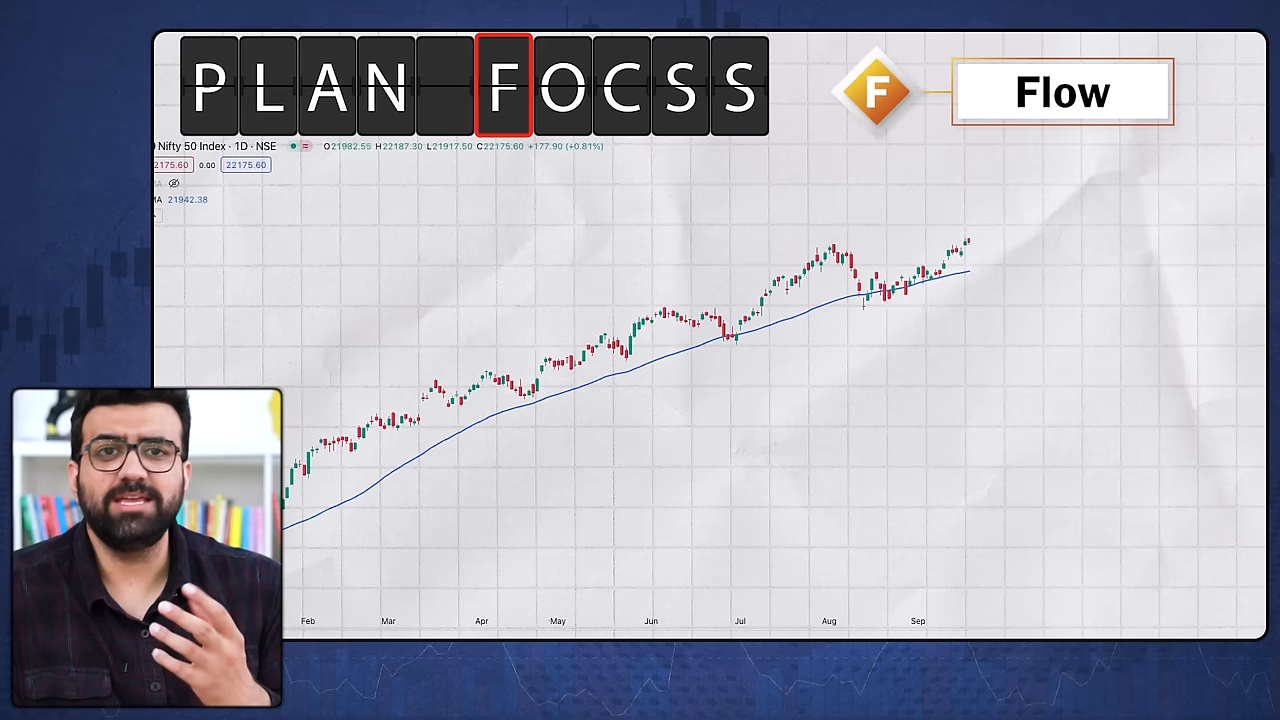 PLAN FOCSS
F Flow
Nifty 50 Index · 1D · NSE O21982.55 H22187.30 L21917.50 C22175.60 +177.90 (+0.81%)
2175.60 0.00 22175.60
MA
MA 21942.38
Feb Mar Apr May Jun Jul Aug Sep